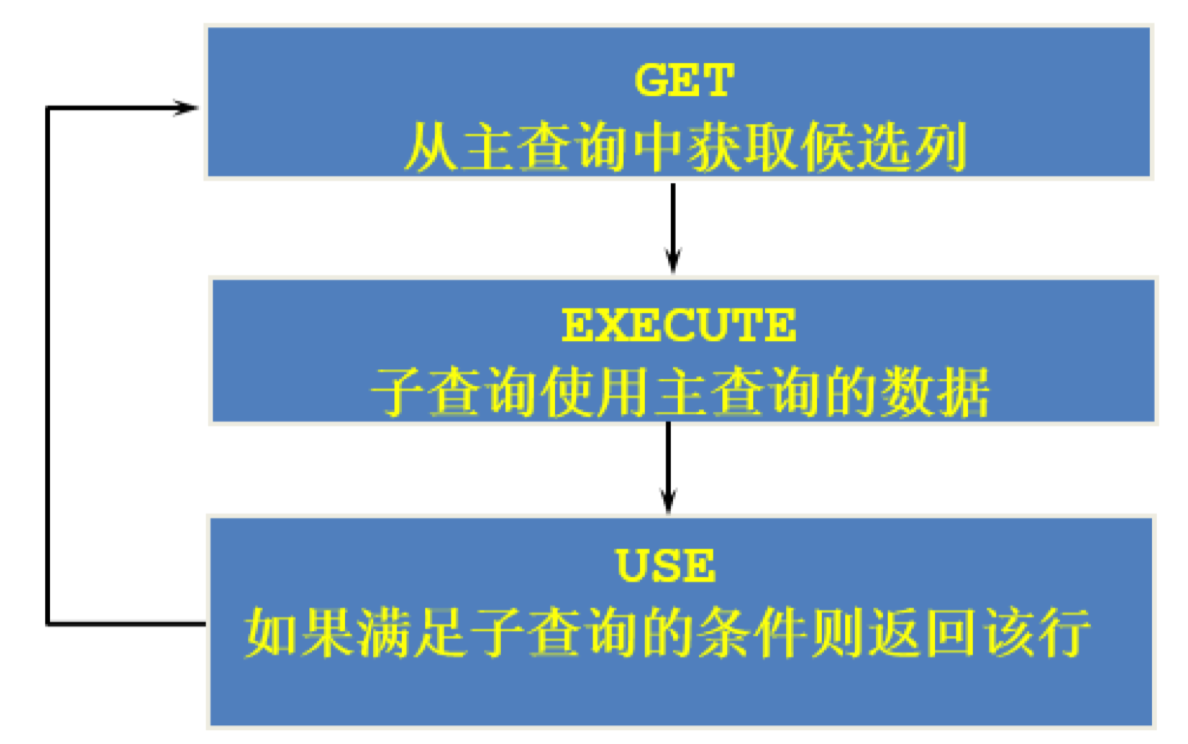 GET
从主查询中获取候选列
EXECUTE
子查询使用主查询的数据
USE
如果满足子查询的条件则返回该行